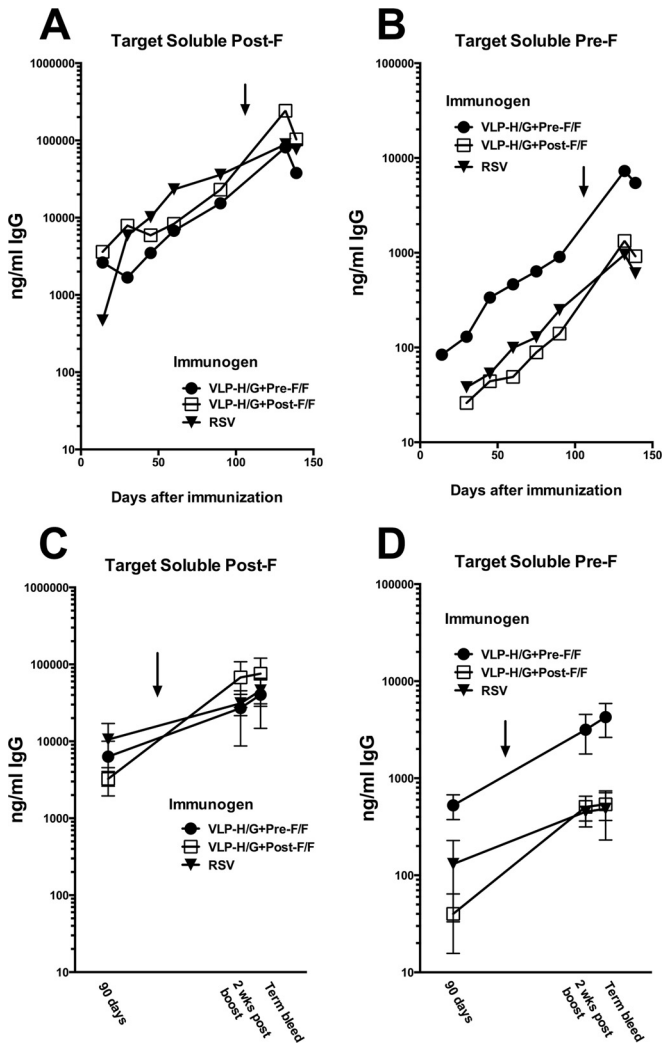 A
Target Soluble Post-F
1000000
100000
10000
1000
100
10
ng/ml IgG
Immunogen
VLP-H/G+Pre-F/F
VLP-H/G+Post-F/F
RSV
0
50
100
150
Days after immunization
B
Target Soluble Pre-F
100000
10000
1000
100
10
ng/ml IgG
Immunogen
VLP-H/G+Pre-F/F
VLP-H/G+Post-F/F
RSV
0
50
100
150
Days after immunization
C
Target Soluble Post-F
1000000
100000
10000
1000
100
10
ng/ml IgG
Immunogen
VLP-H/G+Pre-F/F
VLP-H/G+Post-F/F
RSV
90 days
2 wks post
boost
Term bleed
D
Target Soluble Pre-F
100000
10000
1000
100
10
ng/ml IgG
Immunogen
VLP-H/G+Pre-F/F
VLP-H/G+Post-F/F
RSV
90 days
2 wks post
boost
Term bleed